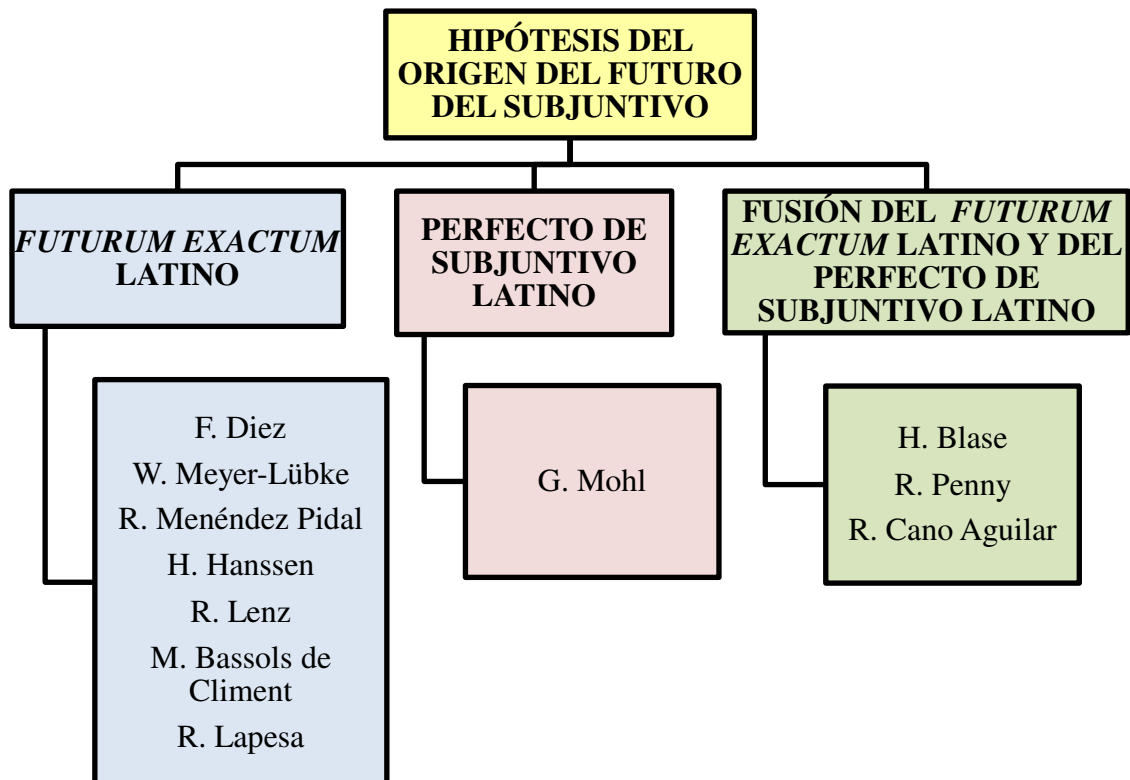 HIPÓTESIS DEL
ORIGEN DEL FUTURO
DEL SUBJUNTIVO
FUTURUM EXACTUM
LATINO
PERFECTO DE
SUBJUNTIVO
LATINO
FUSIÓN DEL FUTURUM
EXACTUM LATINO Y DEL
PERFECTO DE
SUBJUNTIVO LATINO
F. Diez
W. Meyer-Lübke
R. Menéndez Pidal
H. Hanssen
R. Lenz
M. Bassols de
Climent
R. Lapesa
G. Mohl
H. Blase
R. Penny
R. Cano Aguilar